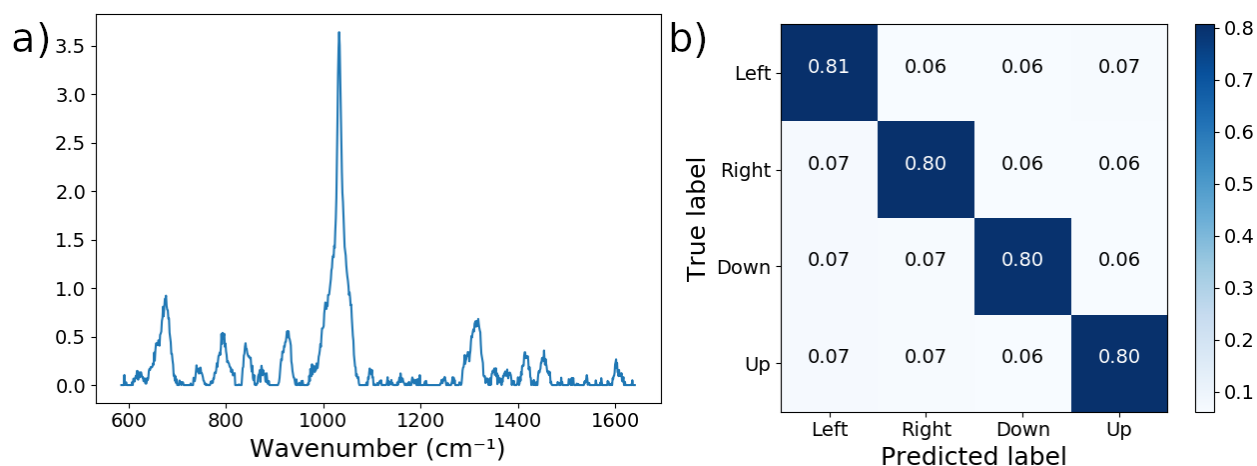 a)
3.5
3.0
2.5
2.0
1.5
1.0
0.5
0.0
600 800 1000 1200 1400 1600
Wavenumber (cm⁻¹)
b)
True label
Left 0.81 0.06 0.06 0.07
Right 0.07 0.80 0.06 0.06
Down 0.07 0.07 0.80 0.06
Up 0.07 0.07 0.06 0.80
Left Right Down Up
Predicted label
0.8
0.7
0.6
0.5
0.4
0.3
0.2
0.1